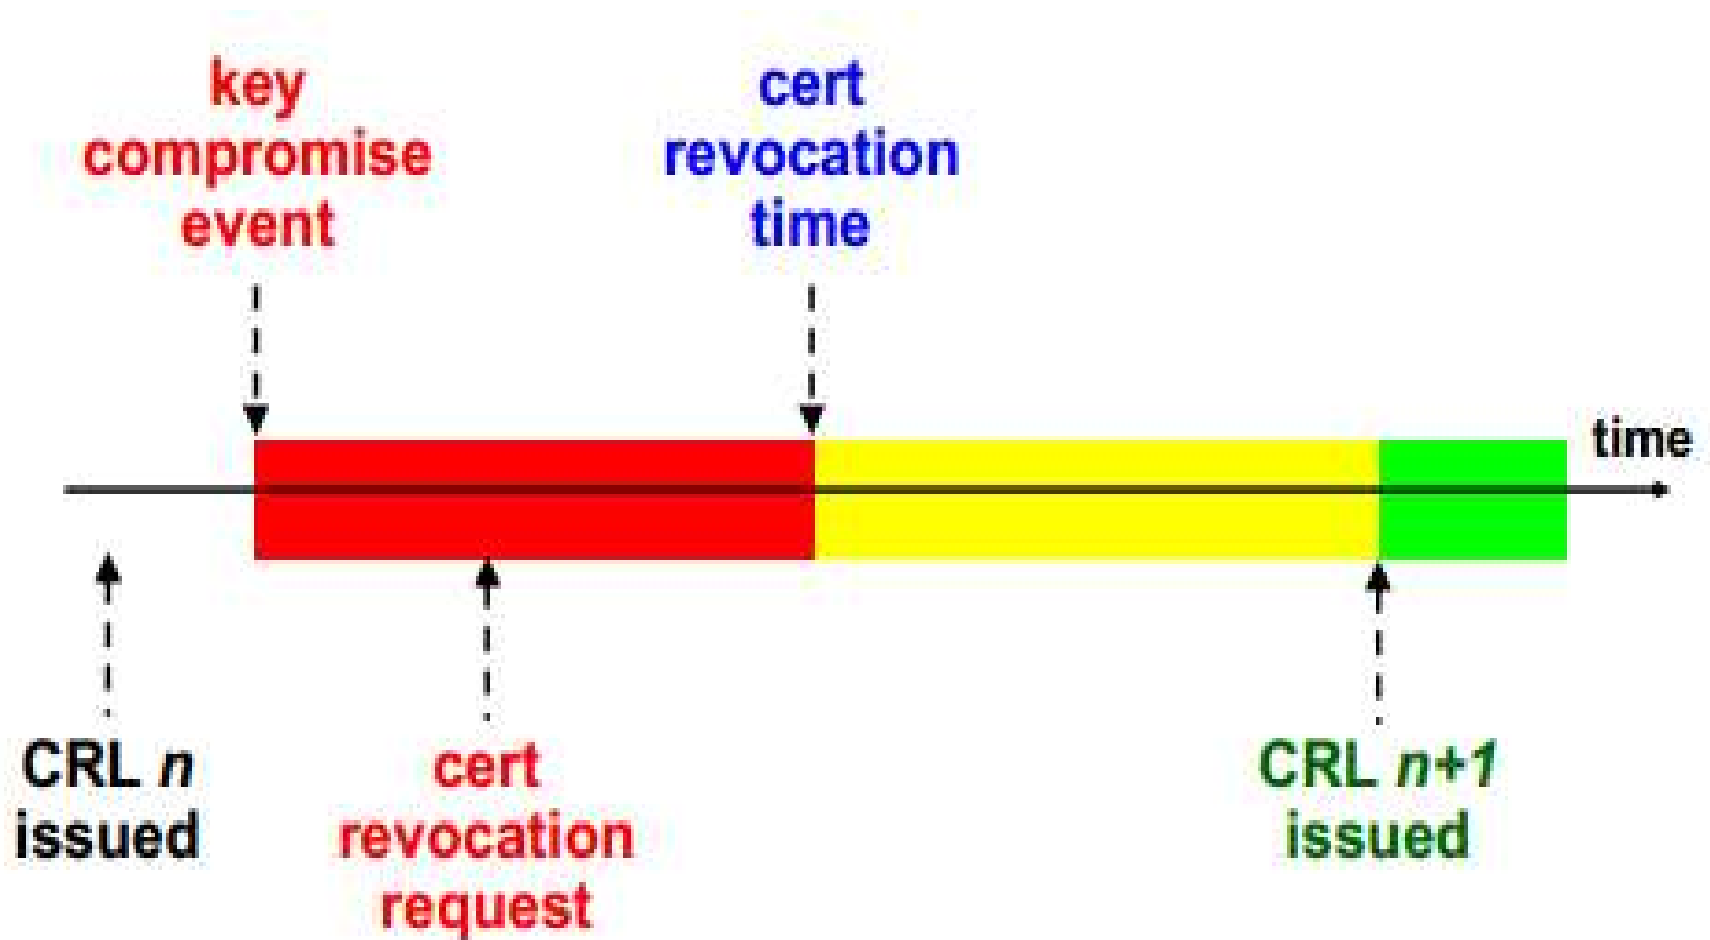 key
compromise
event
cert
revocation
time
time
CRL n
issued
cert
revocation
request
CRL n+1
issued